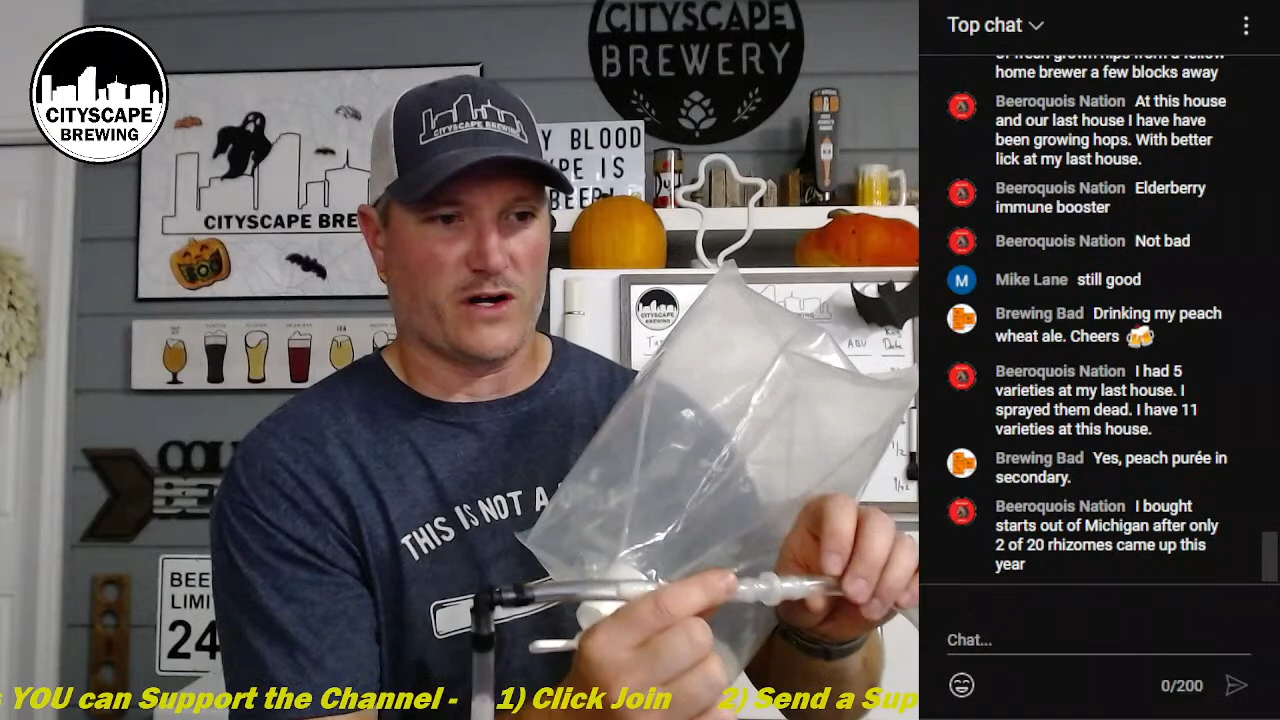 CITYSCAPE
BREWING
CITYSCAPE
BREWERY
CITYSCAPE BREWING
Y BLOOD
PE IS
BEER!
CITYSCAPE BRE
BOO
IPA
THIS IS NOT A
BEE
LIMI
24
Date
YOU can Support the Channel - 1) Click Join 2) Send a Sup
Top chat
home brewer a few blocks away
Beeroquois Nation At this house
and our last house I have have
been growing hops. With better
lick at my last house.
Beeroquois Nation Elderberry
immune booster
Beeroquois Nation Not bad
M Mike Lane still good
Brewing Bad Drinking my peach
wheat ale. Cheers
Beeroquois Nation I had 5
varieties at my last house. I
sprayed them dead. I have 11
varieties at this house.
Brewing Bad Yes, peach purée in
secondary.
Beeroquois Nation I bought
starts out of Michigan after only
2 of 20 rhizomes came up this
year
Chat...
0/200